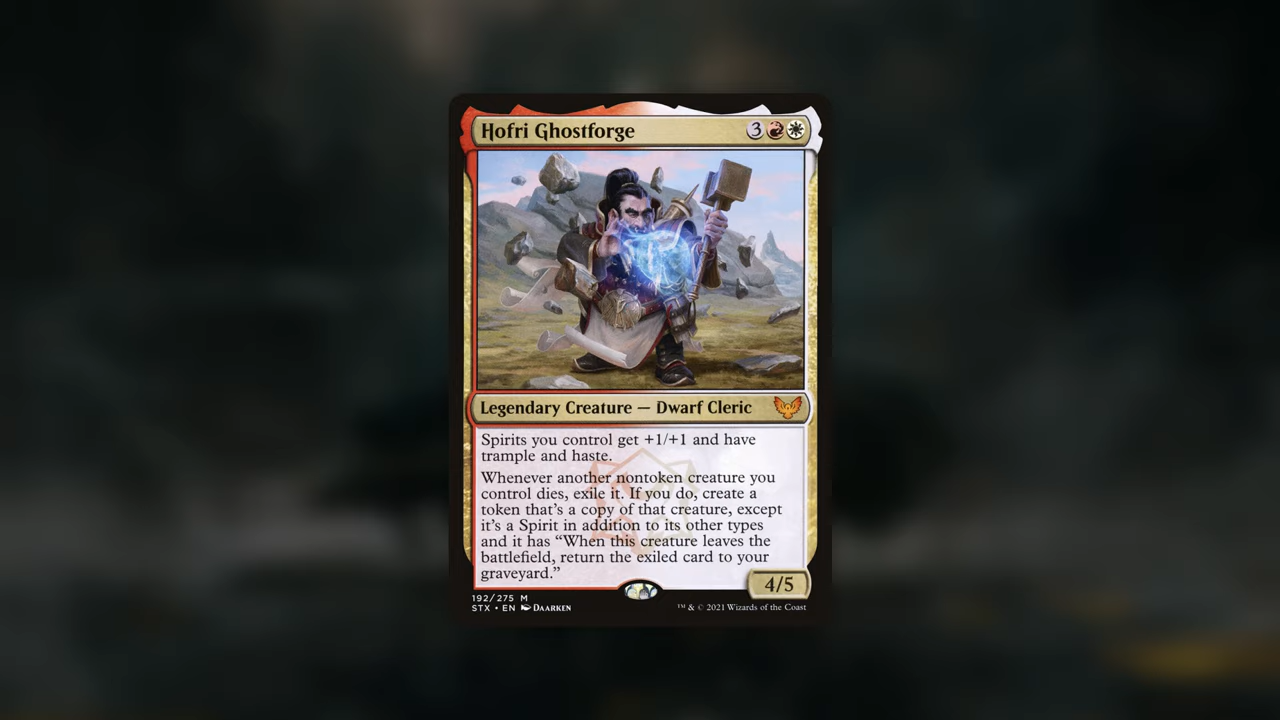 Hofri Ghostforge 3
Legendary Creature — Dwarf Cleric
Spirits you control get +1/+1 and have
trample and haste.
Whenever another nontoken creature you
control dies, exile it. If you do, create a
token that's a copy of that creature, except
it's a Spirit in addition to its other types
and it has “When this creature leaves the
battlefield, return the exiled card to your
graveyard.”
4/5
192/275 M
STX • EN DAARKEN
™ & © 2021 Wizards of the Coast